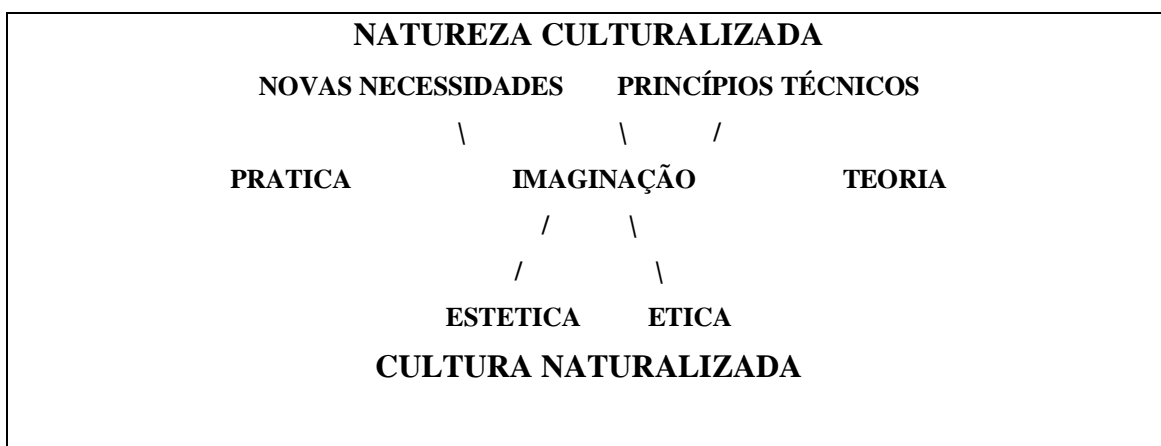 NATUREZA CULTURALIZADA
NOVAS NECESSIDADES PRINCÍPIOS TÉCNICOS
\ \ /
PRATICA IMAGINAÇÃO TEORIA
/ \
/ \
ESTETICA ETICA
CULTURA NATURALIZADA